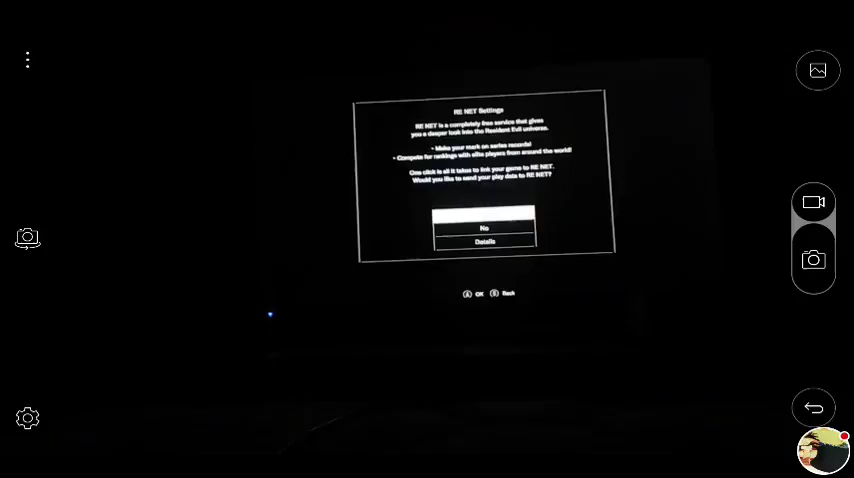 RE NET Settings
RE NET is a completely free service that gives
you a deeper look into the Resident Evil universe.
• Make your mark on series records!
• Compete for rankings with elite players from around the world!
One click is all it takes to link your game to RE NET.
Would you like to send your play data to RE NET?
No
Details
A OK B Back